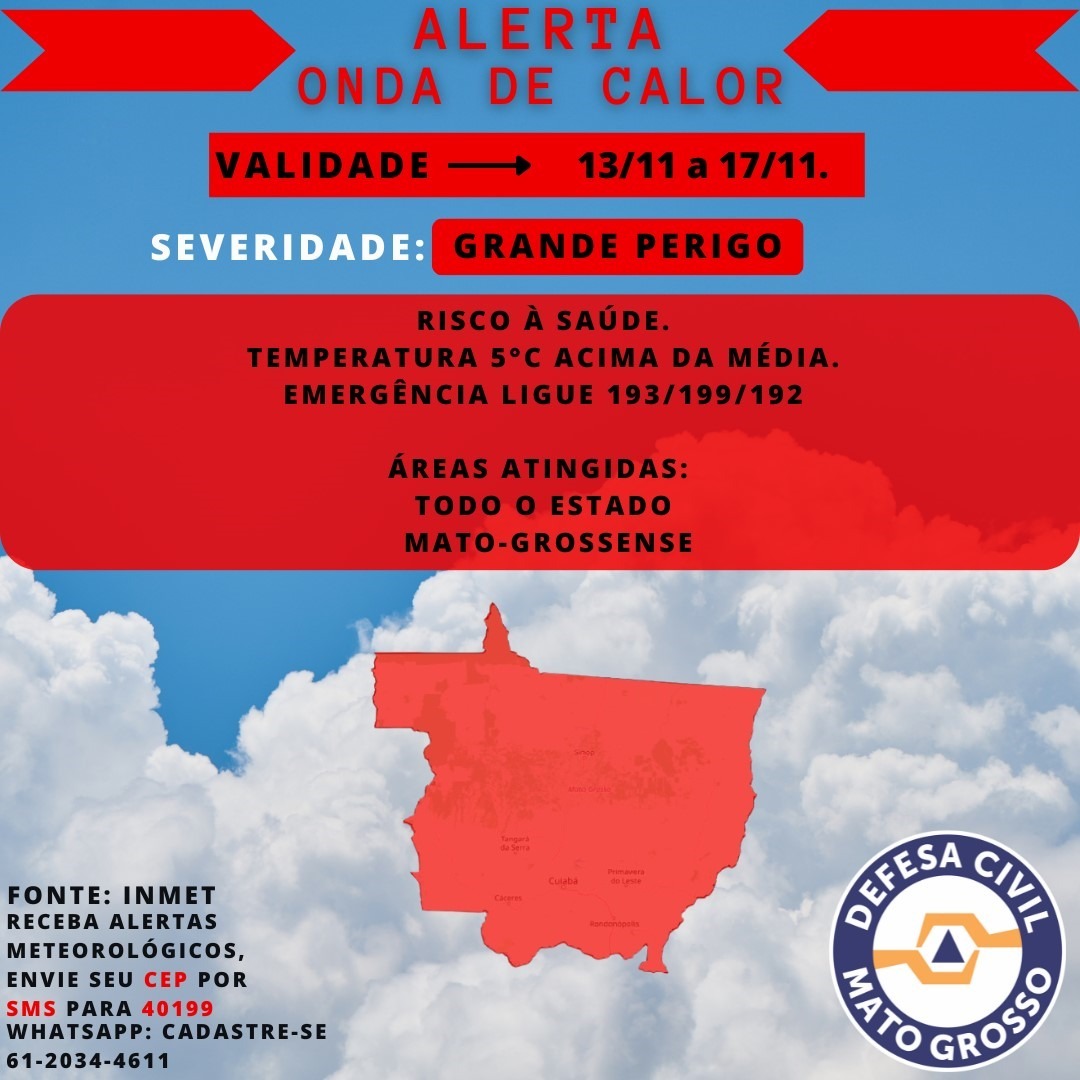 ALERTA
ONDA DE CALOR
VALIDADE 13/11 a 17/11.
SEVERIDADE: GRANDE PERIGO
RISCO À SAÚDE.
TEMPERATURA 5°C ACIMA DA MÉDIA.
EMERGÊNCIA LIGUE 193/199/192
ÁREAS ATINGIDAS:
TODO O ESTADO
MATO-GROSSENSE
Sinop
Mato Grosso
Tangará
da Serra
Primavera
do Leste
Cuiabá
Cáceres
Rondonópolis
FONTE: INMET
RECEBA ALERTAS
METEOROLÓGICOS,
ENVIE SEU CEP POR
SMS PARA 40199
WHATSAPP: CADASTRE-SE
61-2034-4611
DEFESA CIVIL
MATO GROSSO